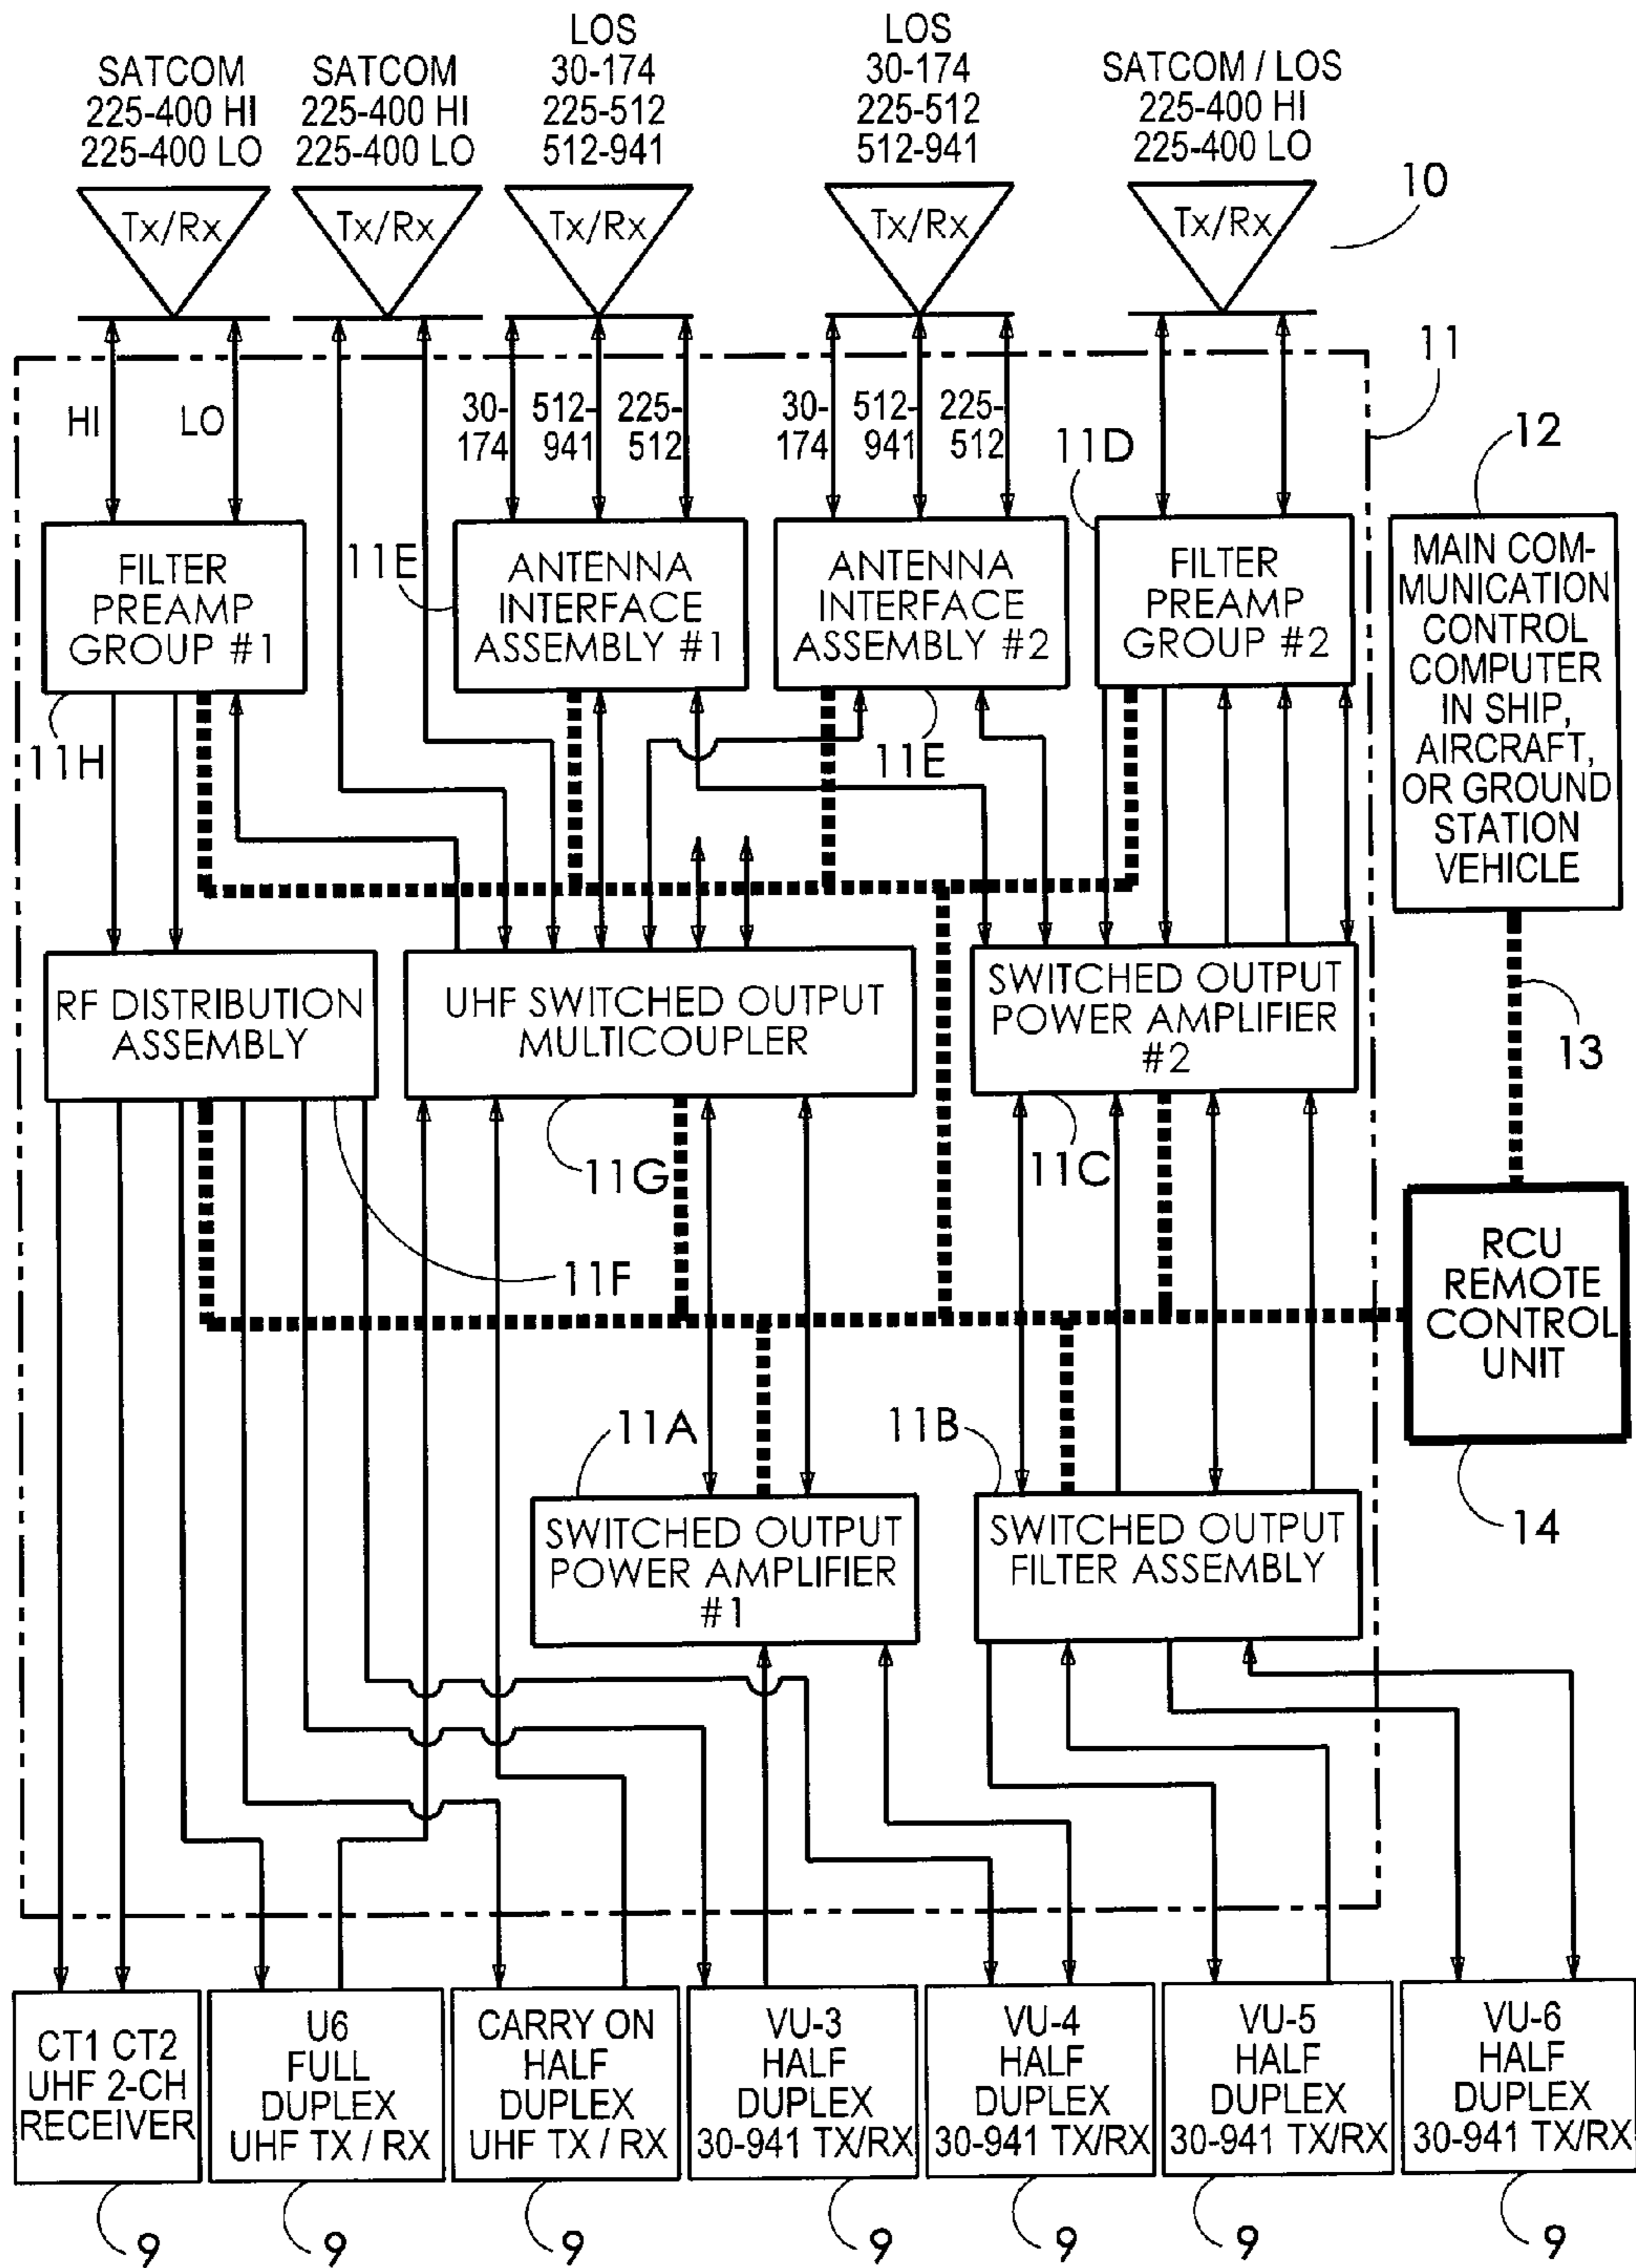 SATCOM
225-400 HI
225-400 LO
SATCOM
225-400 HI
225-400 LO
LOS
30-174
225-512
512-941
LOS
30-174
225-512
512-941
SATCOM / LOS
225-400 HI
225-400 LO
Tx/Rx
Tx/Rx
Tx/Rx
Tx/Rx
Tx/Rx
10
11
HI
LO
30-
174
512-
941
225-
512
30-
174
512-
941
225-
512
11D
12
FILTER
PREAMP
GROUP #1
11E
ANTENNA
INTERFACE
ASSEMBLY #1
ANTENNA
INTERFACE
ASSEMBLY #2
FILTER
PREAMP
GROUP #2
MAIN COM-
MUNICATION
CONTROL
COMPUTER
IN SHIP,
AIRCRAFT,
OR GROUND
STATION
VEHICLE
11H
11E
RF DISTRIBUTION
ASSEMBLY
UHF SWITCHED OUTPUT
MULTICOUPLER
SWITCHED OUTPUT
POWER AMPLIFIER
#2
13
11G
11C
11F
RCU
REMOTE
CONTROL
UNIT
11A
11B
14
SWITCHED OUTPUT
POWER AMPLIFIER
#1
SWITCHED OUTPUT
FILTER ASSEMBLY
CT1 CT2
UHF 2-CH
RECEIVER
U6
FULL
DUPLEX
UHF TX / RX
CARRY ON
HALF
DUPLEX
UHF TX / RX
VU-3
HALF
DUPLEX
30-941 TX/RX
VU-4
HALF
DUPLEX
30-941 TX/RX
VU-5
HALF
DUPLEX
30-941 TX/RX
VU-6
HALF
DUPLEX
30-941 TX/RX
9
9
9
9
9
9
9